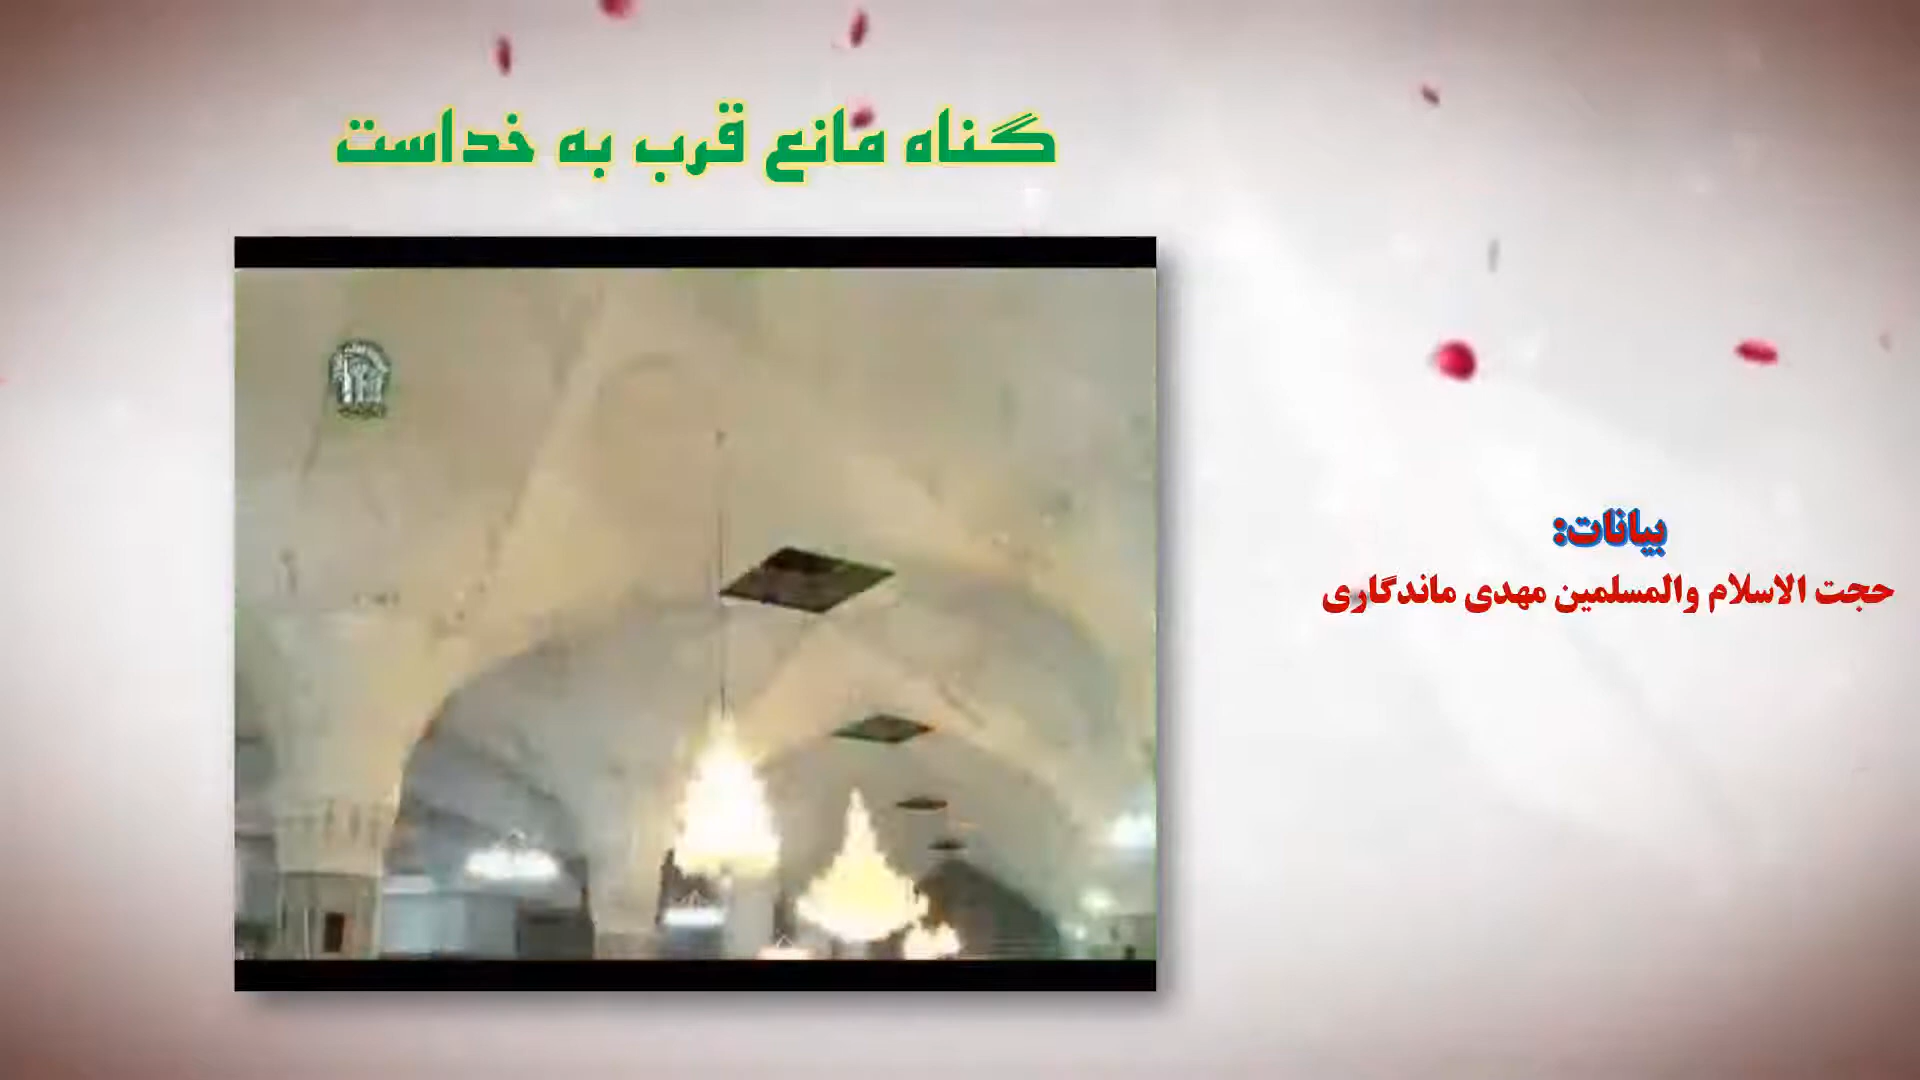 گناه مانع قرب به خداست
بیانات:
حجت الاسلام والمسلمین مهدی ماندگاری